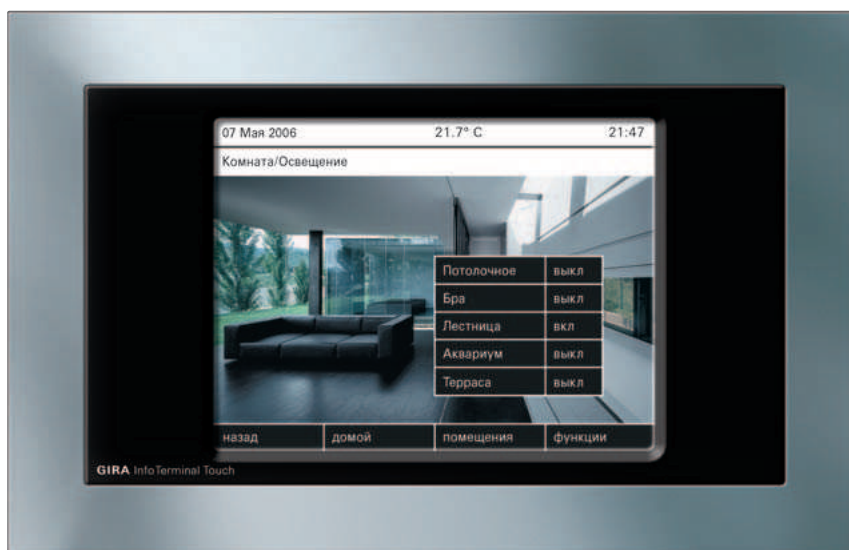 07 Мая 2006 21.7° C 21:47
Комната/Освещение
Потолочное выкл
Бра выкл
Лестница вкл
Аквариум выкл
Терраса выкл
назад домой помещения функции
GIRA InfoTerminal Touch